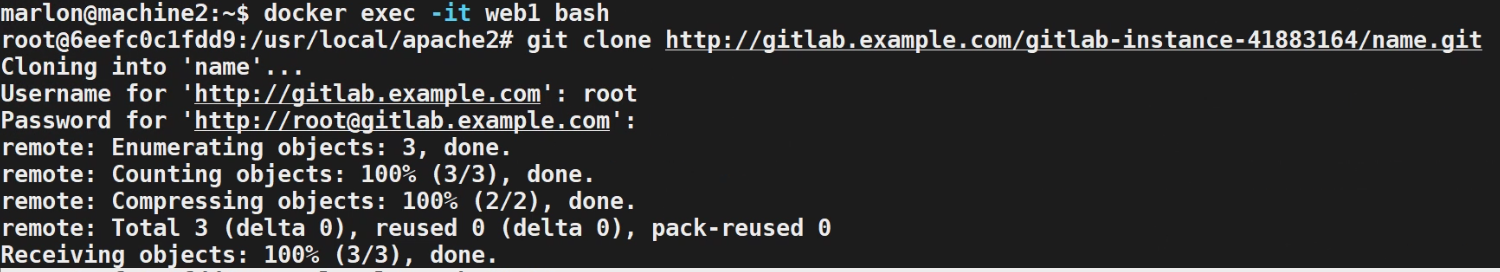 marlon@machine2:~$ docker exec -it web1 bash
root@6eefc0c1fdd9:/usr/local/apache2# git clone http://gitlab.example.com/gitlab-instance-41883164/name.git
Cloning into 'name'...
Username for 'http://gitlab.example.com': root
Password for 'http://root@gitlab.example.com':
remote: Enumerating objects: 3, done.
remote: Counting objects: 100% (3/3), done.
remote: Compressing objects: 100% (2/2), done.
remote: Total 3 (delta 0), reused 0 (delta 0), pack-reused 0
Receiving objects: 100% (3/3), done.